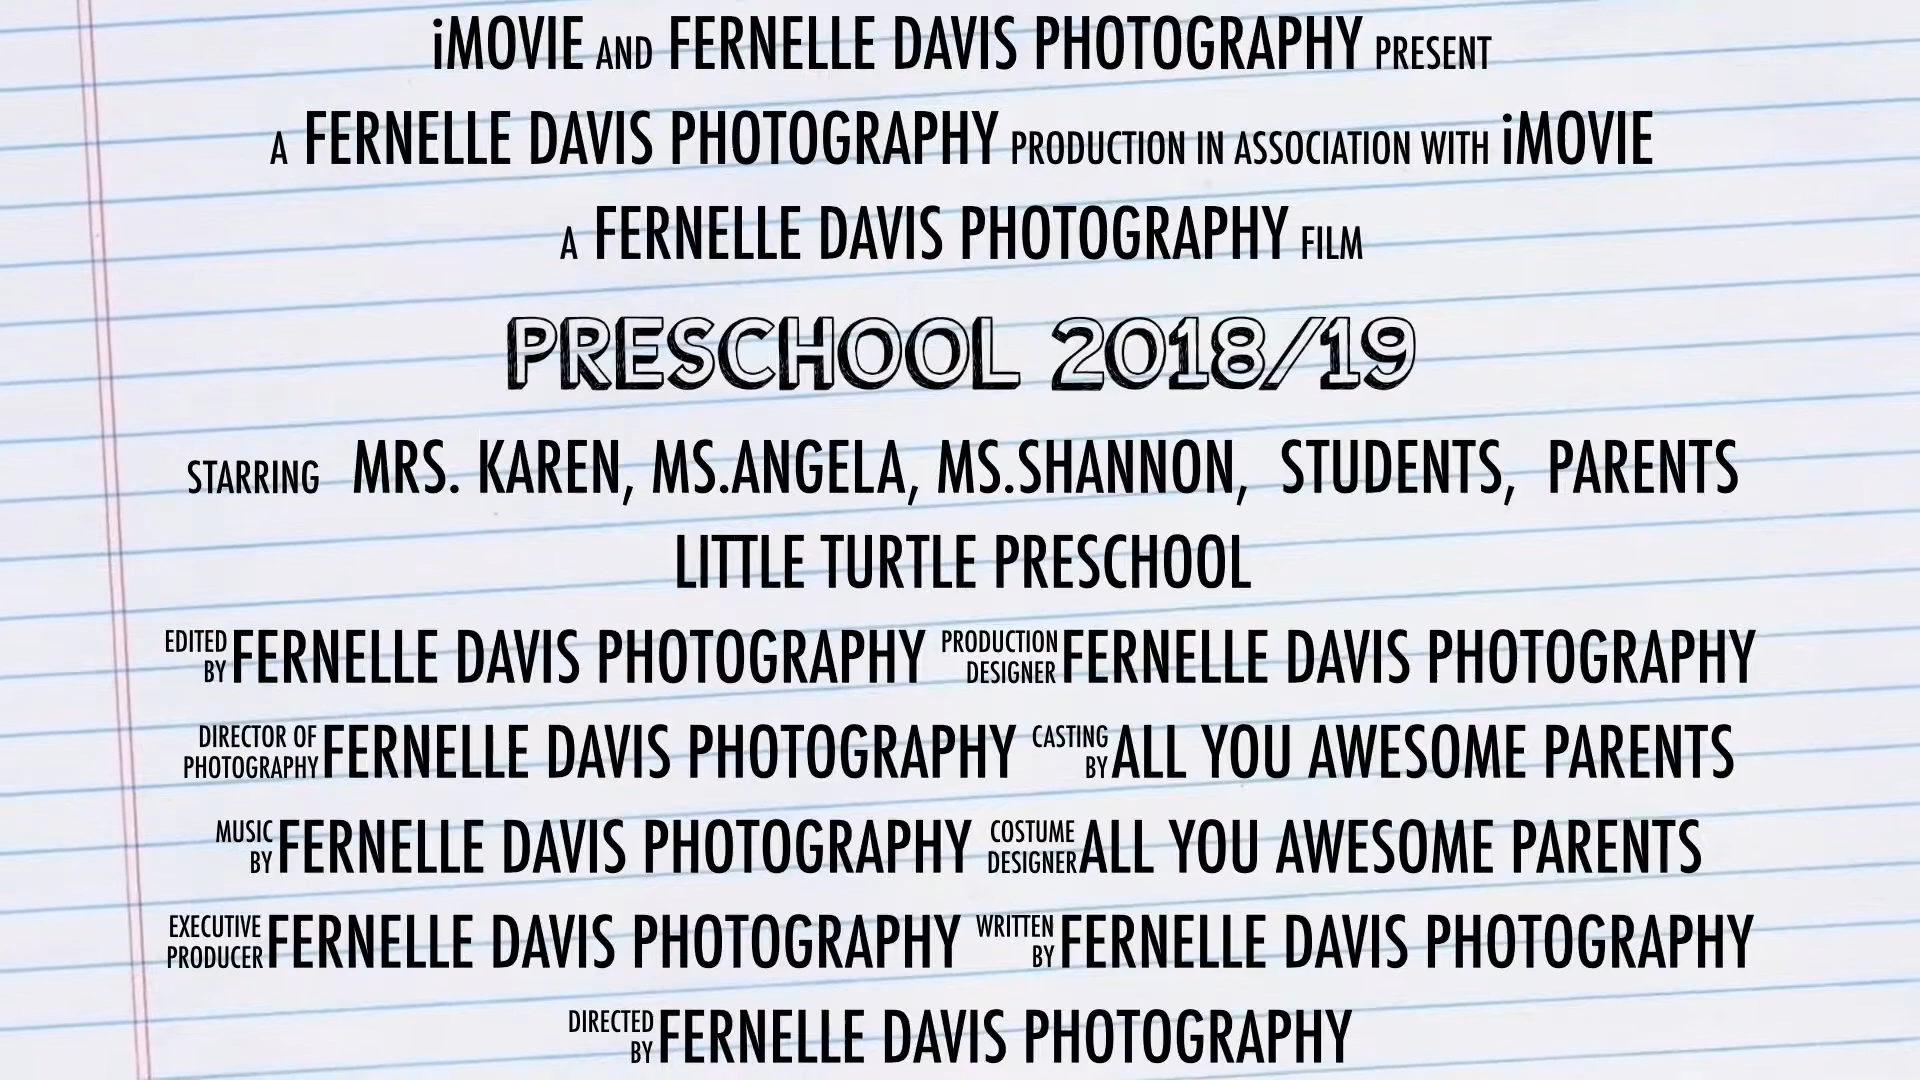 iMOVIE AND FERNELLE DAVIS PHOTOGRAPHY PRESENT
A FERNELLE DAVIS PHOTOGRAPHY PRODUCTION IN ASSOCIATION WITH iMOVIE
A FERNELLE DAVIS PHOTOGRAPHY FILM
PRESCHOOL 2018/19
STARRING MRS. KAREN, MS.ANGELA, MS.SHANNON, STUDENTS, PARENTS
LITTLE TURTLE PRESCHOOL
EDITED BY FERNELLE DAVIS PHOTOGRAPHY PRODUCTION DESIGNER FERNELLE DAVIS PHOTOGRAPHY
DIRECTOR OF PHOTOGRAPHY FERNELLE DAVIS PHOTOGRAPHY CASTING BY ALL YOU AWESOME PARENTS
MUSIC BY FERNELLE DAVIS PHOTOGRAPHY COSTUME DESIGNER ALL YOU AWESOME PARENTS
EXECUTIVE PRODUCER FERNELLE DAVIS PHOTOGRAPHY WRITTEN BY FERNELLE DAVIS PHOTOGRAPHY
DIRECTED BY FERNELLE DAVIS PHOTOGRAPHY